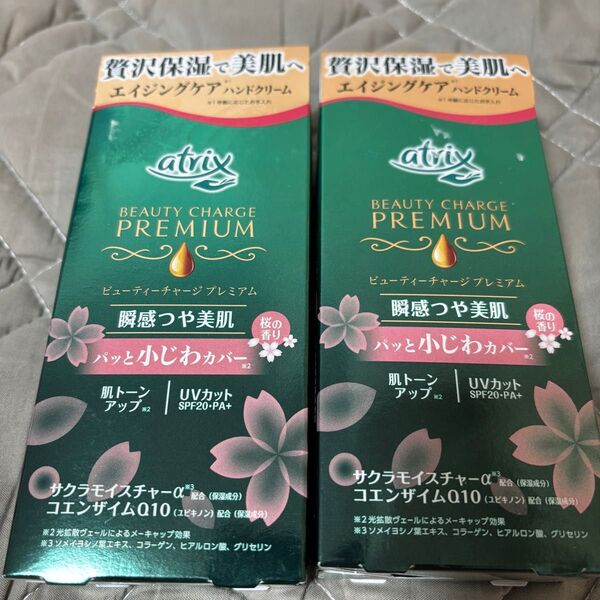 贅沢保湿で美肌へ
エイジングケア※1ハンドクリーム
※1 年齢に応じたお手入れ
atrix
BEAUTY CHARGE
PREMIUM
ビューティーチャージ プレミアム
瞬感つや美肌
桜の
香り
パッと小じわカバー※2
肌トーン
アップ※2
UVカット
SPF20・PA+
サクラモイスチャーα※3配合(保湿成分)
コエンザイムQ10(ユビキノン)配合(保湿成分)
※2 光拡散ヴェールによるメーキャップ効果
※3 ソメイヨシノ葉エキス、コラーゲン、ヒアルロン酸、グリセリン
贅沢保湿で美肌へ
エイジングケア※1ハンドクリーム
※1 年齢に応じたお手入れ
atrix
BEAUTY CHARGE
PREMIUM
ビューティーチャージ プレミアム
瞬感つや美肌
桜の
香り
パッと小じわカバー※2
肌トーン
アップ※2
UVカット
SPF20・PA+
サクラモイスチャーα※3配合(保湿成分)
コエンザイムQ10(ユビキノン)配合(保湿成分)
※2 光拡散ヴェールによるメーキャップ効果
※3 ソメイヨシノ葉エキス、コラーゲン、ヒアルロン酸、グリセリン